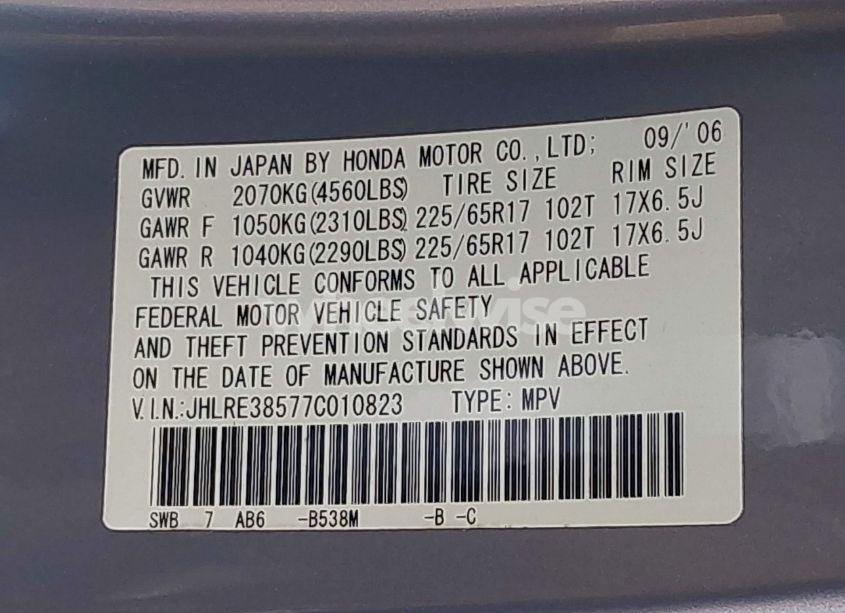 MFD. IN JAPAN BY HONDA MOTOR CO., LTD; 09/'06
GVWR 2070KG(4560LBS) TIRE SIZE RIM SIZE
GAWR F 1050KG(2310LBS) 225/65R17 102T 17X6.5J
GAWR R 1040KG(2290LBS) 225/65R17 102T 17X6.5J
THIS VEHICLE CONFORMS TO ALL APPLICABLE
FEDERAL MOTOR VEHICLE SAFETY
wheelwise
AND THEFT PREVENTION STANDARDS IN EFFECT
ON THE DATE OF MANUFACTURE SHOWN ABOVE.
V.I.N.:JHLRE38577C010823 TYPE: MPV
SWB 7 AB6 -B538M -B -C